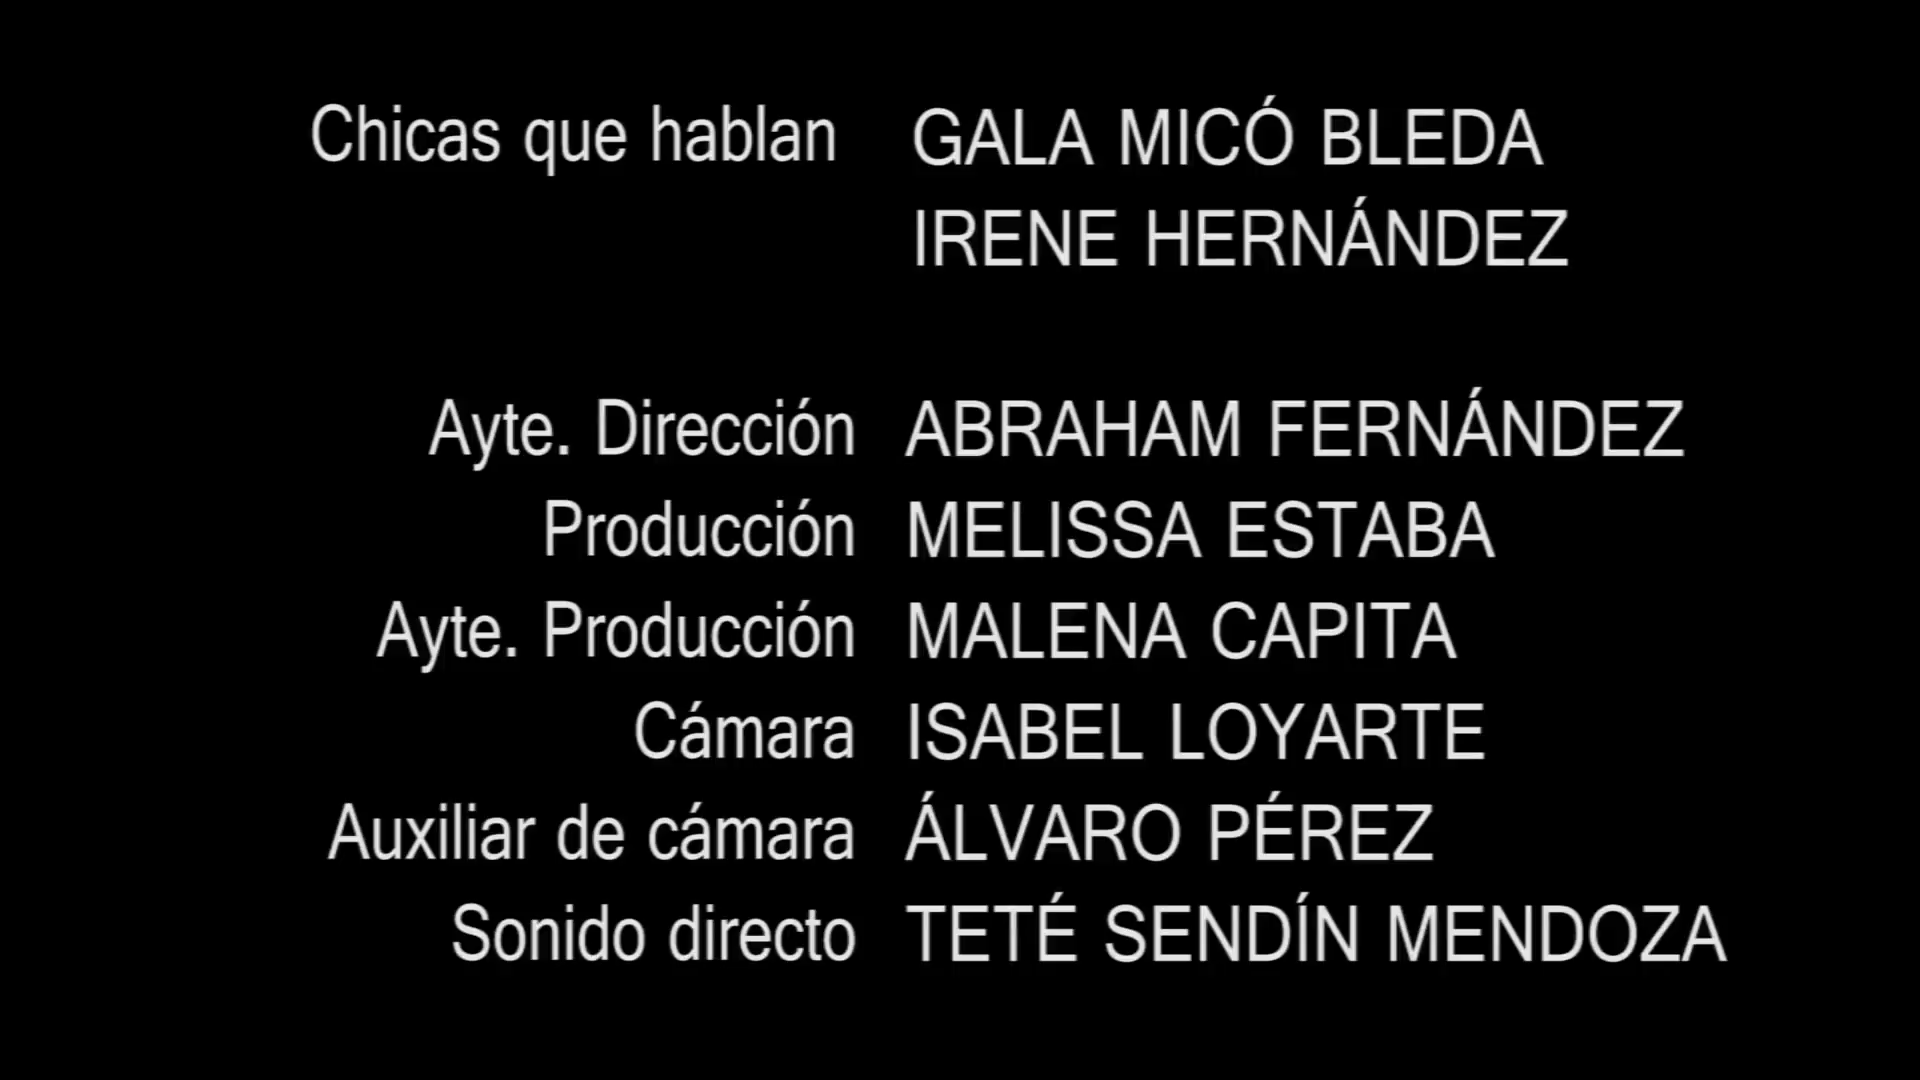 Chicas que hablan GALA MICÓ BLEDA
IRENE HERNÁNDEZ
Ayte. Dirección ABRAHAM FERNÁNDEZ
Producción MELISSA ESTABA
Ayte. Producción MALENA CAPITA
Cámara ISABEL LOYARTE
Auxiliar de cámara ÁLVARO PÉREZ
Sonido directo TETÉ SENDÍN MENDOZA